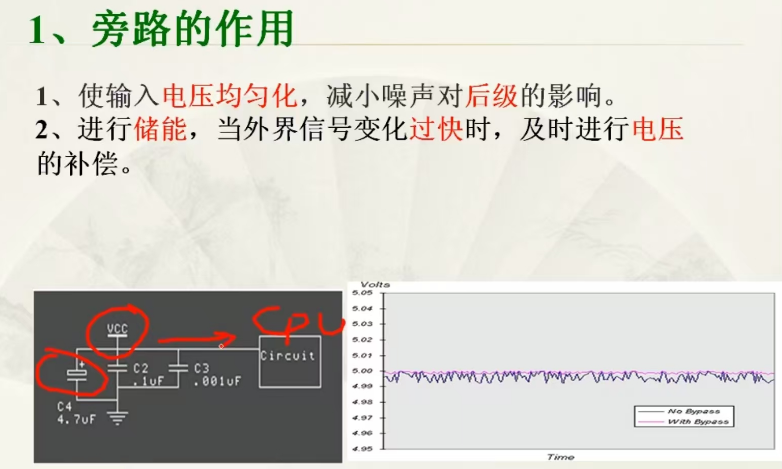 1、旁路的作用
1、使输入电压均匀化，减小噪声对后级的影响。
2、进行储能，当外界信号变化过快时，及时进行电压
的补偿。
VCC
CPU
Circuit
+
C2
.1uF
C3
.001uF
C4
4.7uF
Volts
5.05
5.04
5.03
5.02
5.01
5.00
4.99
4.98
4.97
4.96
4.95
No Bypass
With Bypass
Time